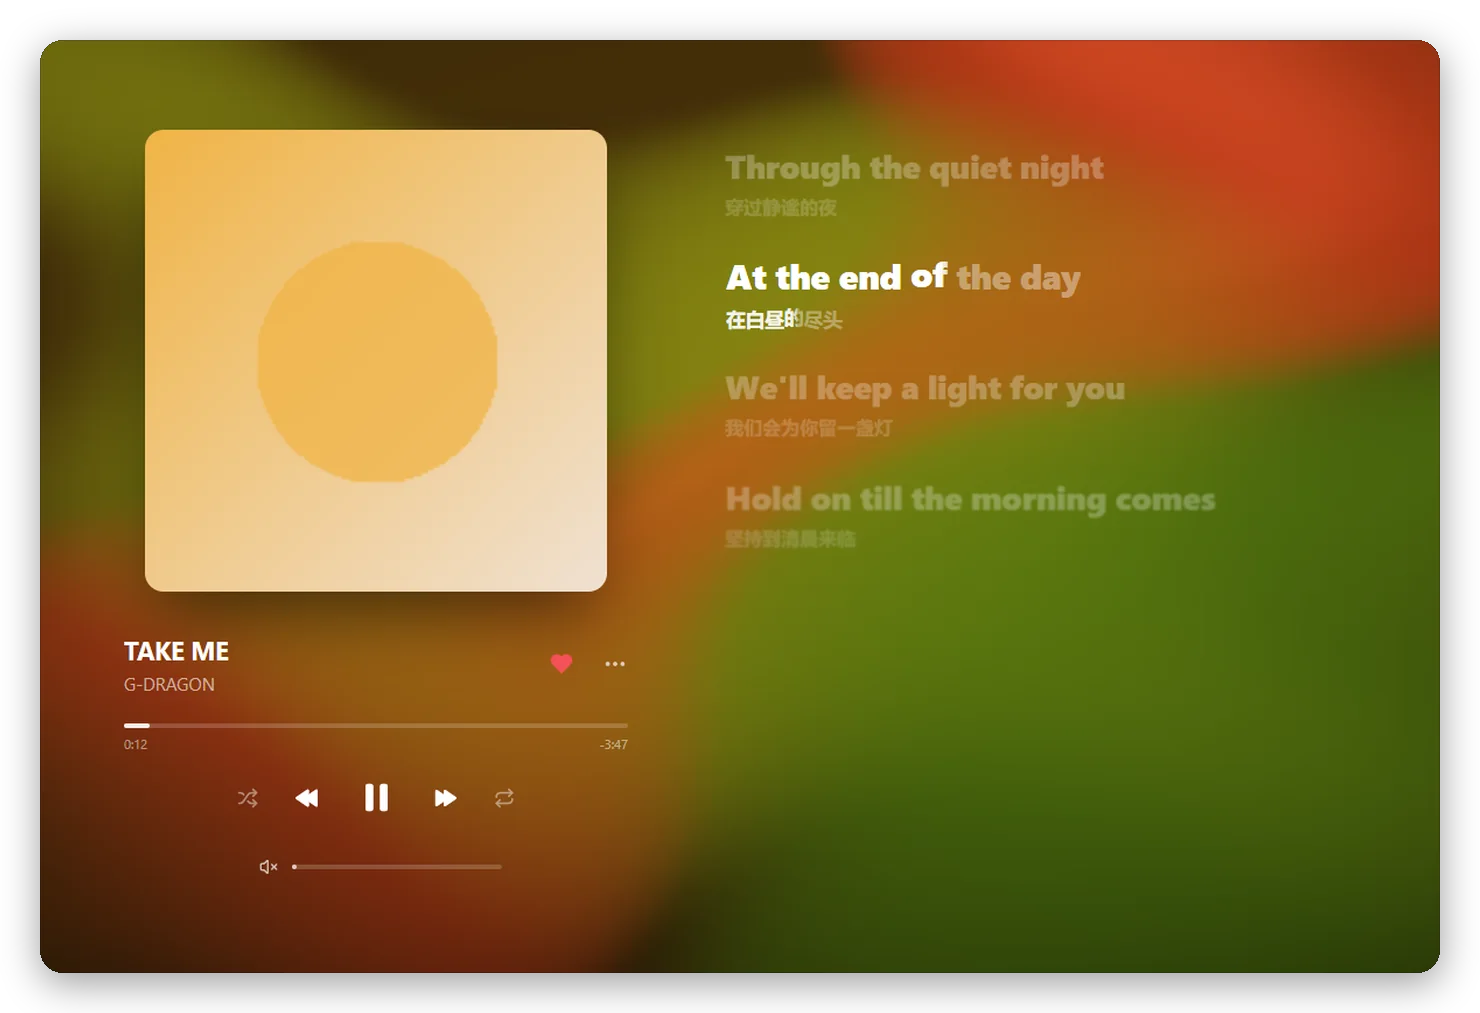 Through the quiet night
穿过静谧的夜
At the end of the day
在白昼的尽头
We'll keep a light for you
我们会为你留一盏灯
Hold on till the morning comes
坚持到清晨来临
TAKE ME
G-DRAGON
0:12
-3:47